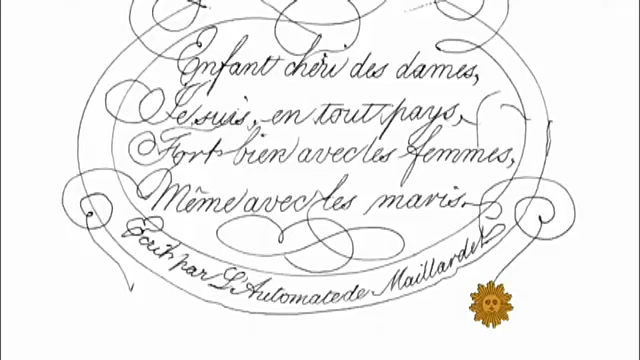 Enfant chéri des dames,
Je suis, en tout pays,
Fort bien avec les femmes,
Même avec les maris.
Ecrit par L'Automate de Maillardet